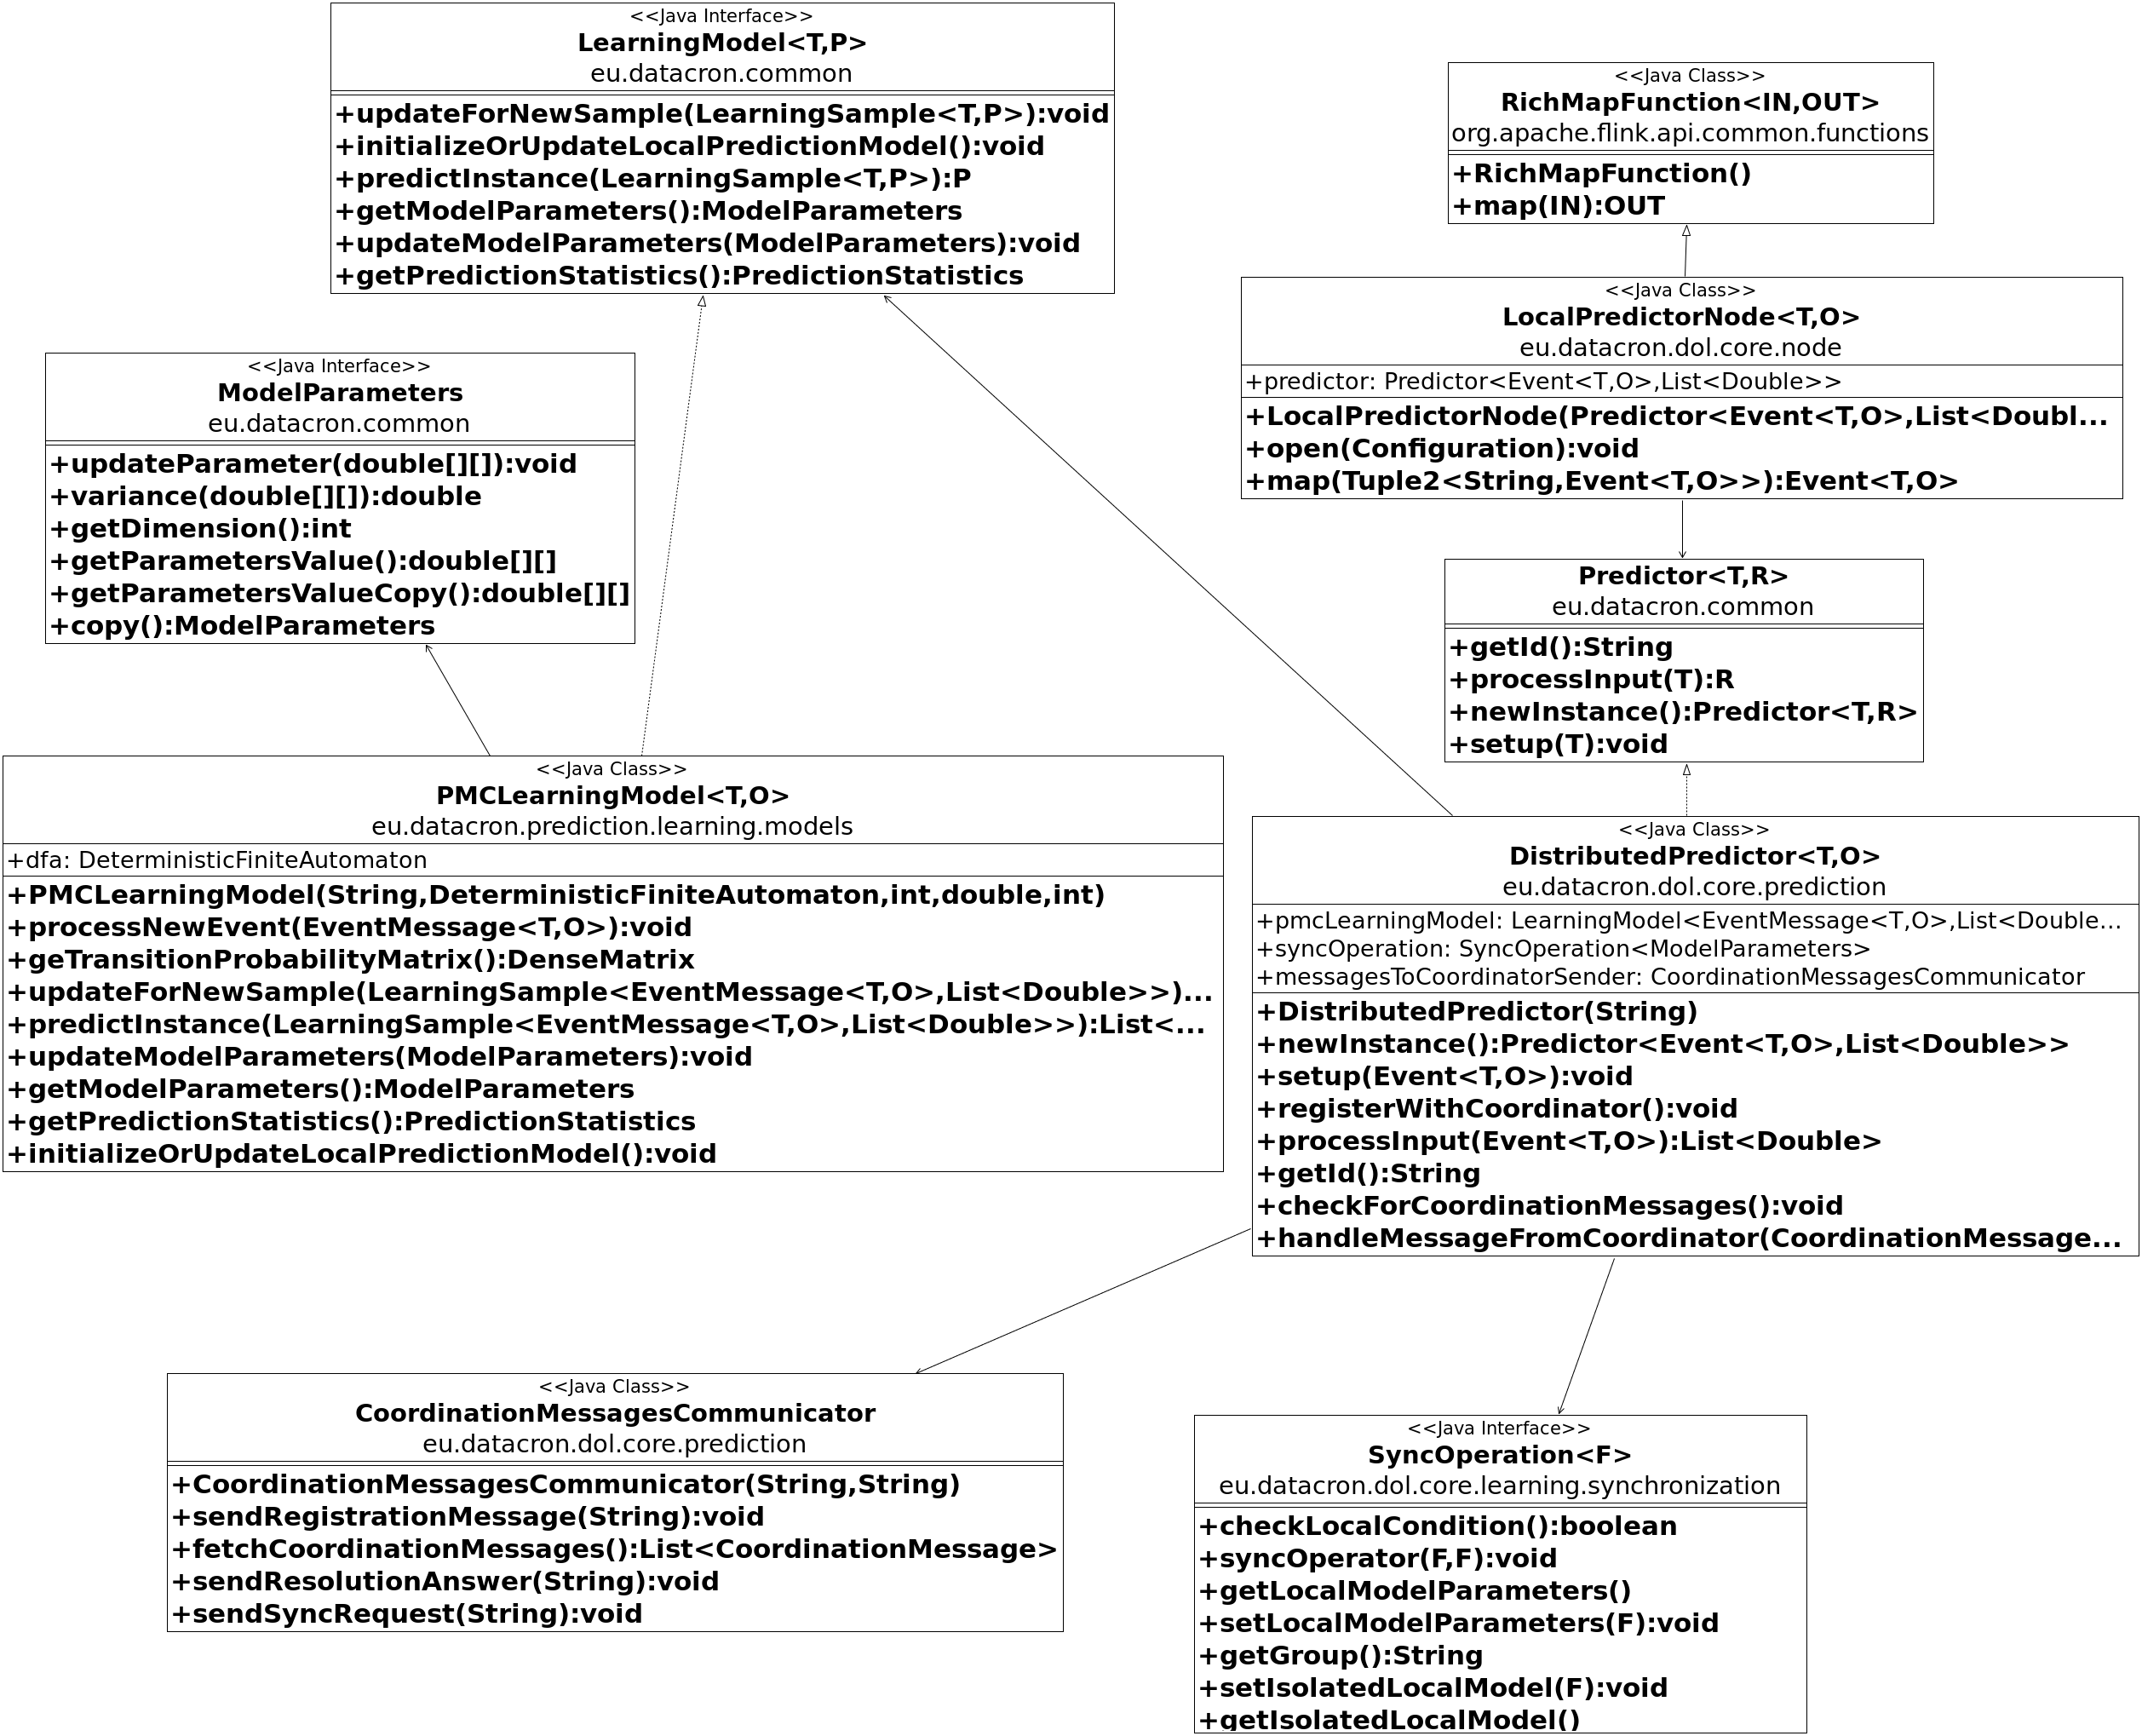 <<Java Interface>>
LearningModel<T,P>
eu.datacron.common
+updateForNewSample(LearningSample<T,P>):void
+initializeOrUpdateLocalPredictionModel():void
+predictInstance(LearningSample<T,P>):P
+getModelParameters():ModelParameters
+updateModelParameters(ModelParameters):void
+getPredictionStatistics():PredictionStatistics
<<Java Class>>
RichMapFunction<IN,OUT>
org.apache.flink.api.common.functions
+RichMapFunction()
+map(IN):OUT
<<Java Class>>
LocalPredictorNode<T,O>
eu.datacron.dol.core.node
+predictor: Predictor<Event<T,O>,List<Double>>
+LocalPredictorNode(Predictor<Event<T,O>,List<Doubl...
+open(Configuration):void
+map(Tuple2<String,Event<T,O>>):Event<T,O>
<<Java Interface>>
ModelParameters
eu.datacron.common
+updateParameter(double[][]):void
+variance(double[][]):double
+getDimension():int
+getParametersValue():double[][]
+getParametersValueCopy():double[][]
+copy():ModelParameters
Predictor<T,R>
eu.datacron.common
+getId():String
+processInput(T):R
+newInstance():Predictor<T,R>
+setup(T):void
<<Java Class>>
PMCLearningModel<T,O>
eu.datacron.prediction.learning.models
+dfa: DeterministicFiniteAutomaton
+PMCLearningModel(String,DeterministicFiniteAutomaton,int,double,int)
+processNewEvent(EventMessage<T,O>):void
+geTransitionProbabilityMatrix():DenseMatrix
+updateForNewSample(LearningSample<EventMessage<T,O>,List<Double>>)...
+predictInstance(LearningSample<EventMessage<T,O>,List<Double>>):List<...
+updateModelParameters(ModelParameters):void
+getModelParameters():ModelParameters
+getPredictionStatistics():PredictionStatistics
+initializeOrUpdateLocalPredictionModel():void
<<Java Class>>
DistributedPredictor<T,O>
eu.datacron.dol.core.prediction
+pmcLearningModel: LearningModel<EventMessage<T,O>,List<Double...
+syncOperation: SyncOperation<ModelParameters>
+messagesToCoordinatorSender: CoordinationMessagesCommunicator
+DistributedPredictor(String)
+newInstance():Predictor<Event<T,O>,List<Double>>
+setup(Event<T,O>):void
+registerWithCoordinator():void
+processInput(Event<T,O>):List<Double>
+getId():String
+checkForCoordinationMessages():void
+handleMessageFromCoordinator(CoordinationMessage...
<<Java Class>>
CoordinationMessagesCommunicator
eu.datacron.dol.core.prediction
+CoordinationMessagesCommunicator(String,String)
+sendRegistrationMessage(String):void
+fetchCoordinationMessages():List<CoordinationMessage>
+sendResolutionAnswer(String):void
+sendSyncRequest(String):void
<<Java Interface>>
SyncOperation<F>
eu.datacron.dol.core.learning.synchronization
+checkLocalCondition():boolean
+syncOperator(F,F):void
+getLocalModelParameters()
+setLocalModelParameters(F):void
+getGroup():String
+setIsolatedLocalModel(F):void
+getIsolatedLocalModel()